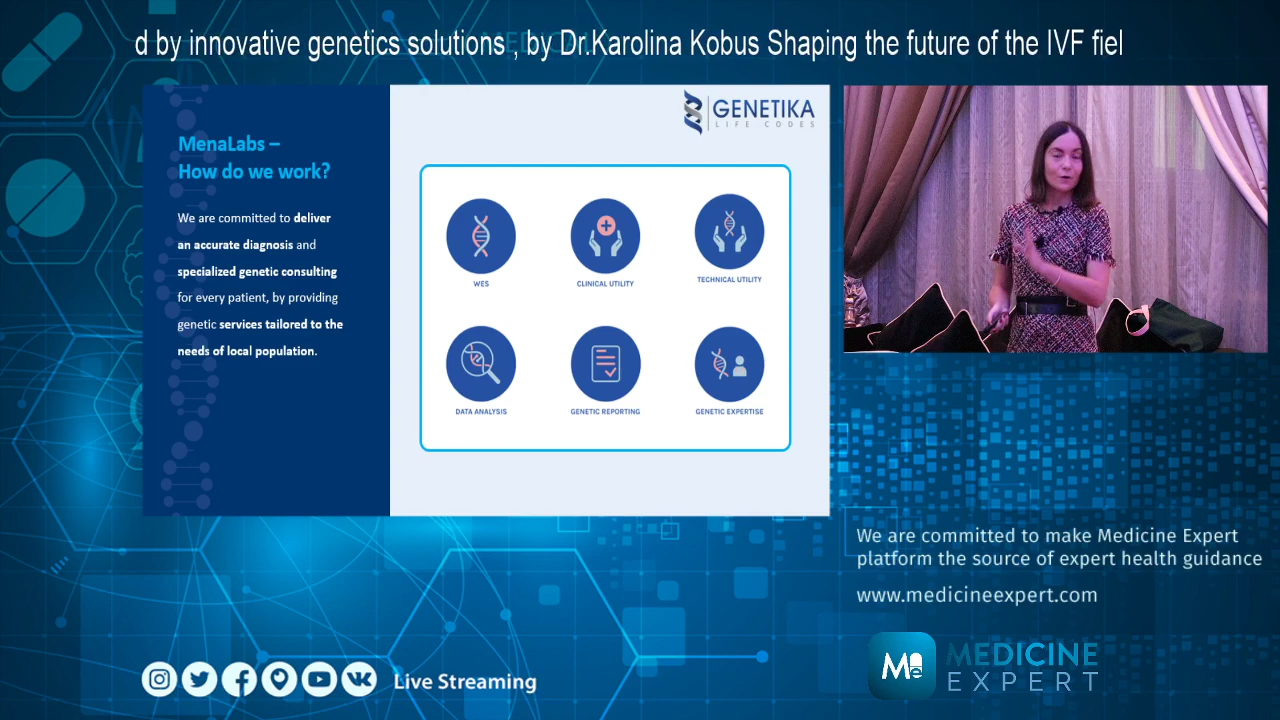 d by innovative genetics solutions , by Dr.Karolina Kobus Shaping the future of the IVF fiel
MenaLabs –
How do we work?
We are committed to deliver
an accurate diagnosis and
specialized genetic consulting
for every patient, by providing
genetic services tailored to the
needs of local population.
GENETIKA
LIFE CODES
WES
CLINICAL UTILITY
TECHNICAL UTILITY
DATA ANALYSIS
GENETIC REPORTING
GENETIC EXPERTISE
We are committed to make Medicine Expert
platform the source of expert health guidance
www.medicineexpert.com
Live Streaming
Me
MEDICINE
EXPERT